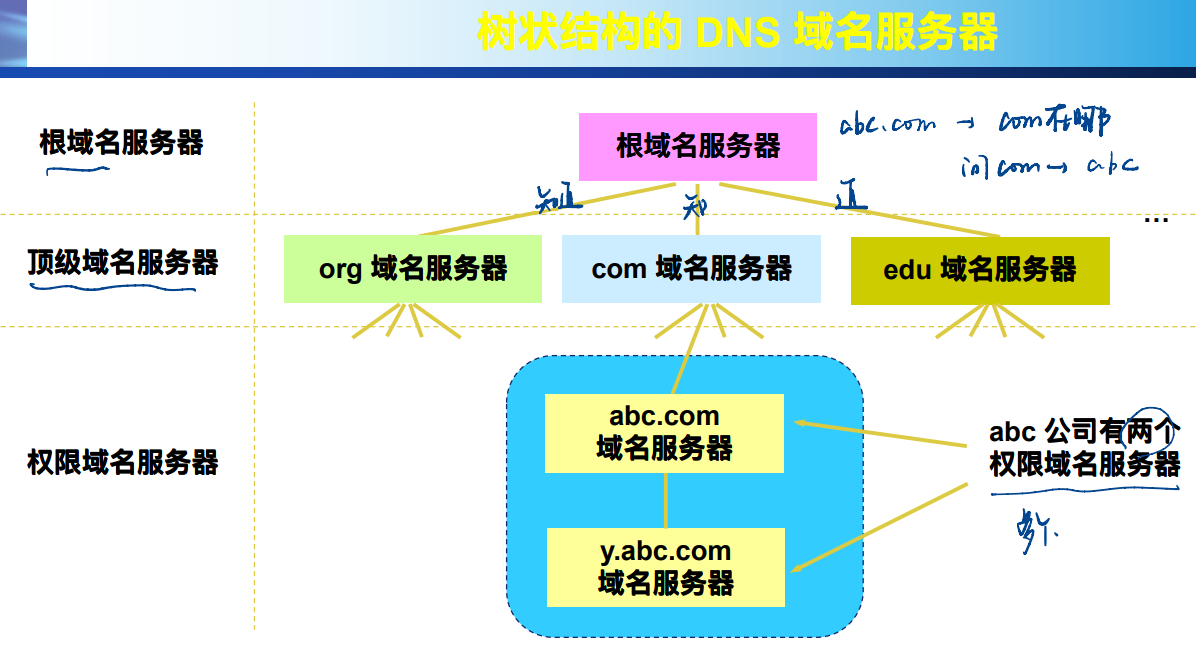 树状结构的 DNS 域名服务器
根域名服务器
根域名服务器
abc.com → com在哪
问com → abc
知道
知
道
...
顶级域名服务器
org 域名服务器
com 域名服务器
edu 域名服务器
权限域名服务器
abc.com
域名服务器
y.abc.com
域名服务器
abc 公司有两个
权限域名服务器
多个